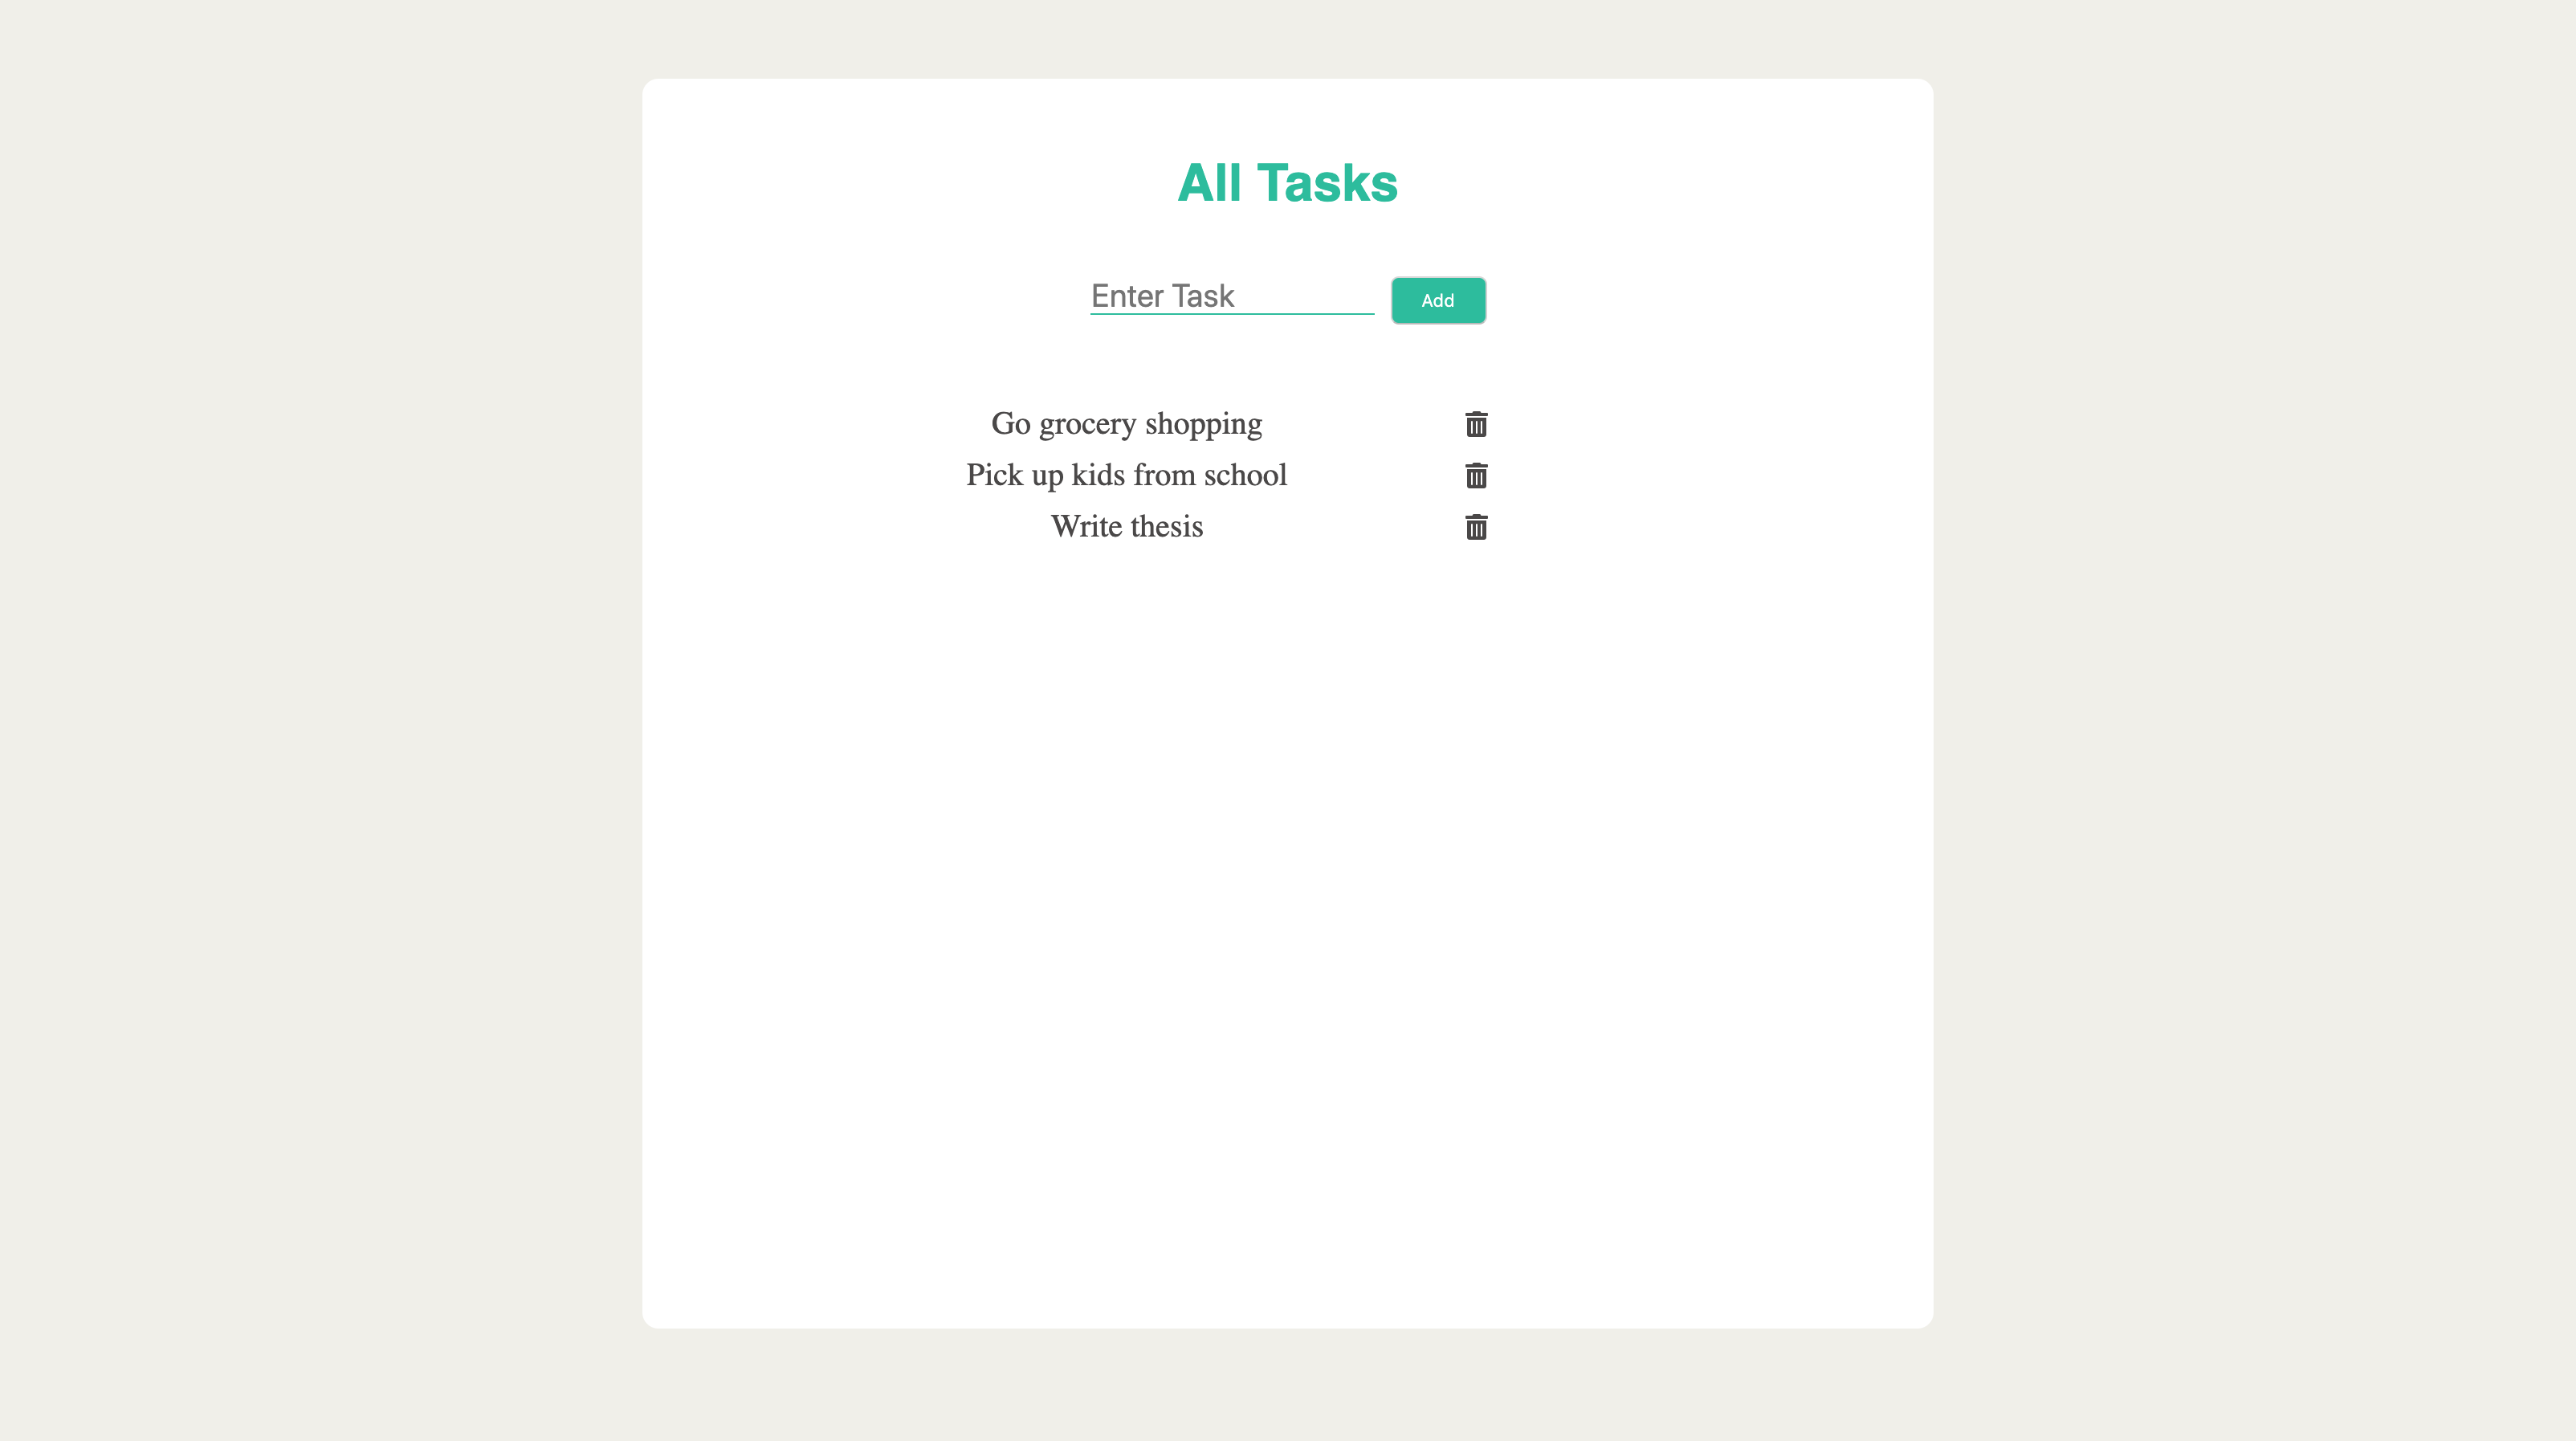 All Tasks
Enter Task
Add
Go grocery shopping
Pick up kids from school
Write thesis